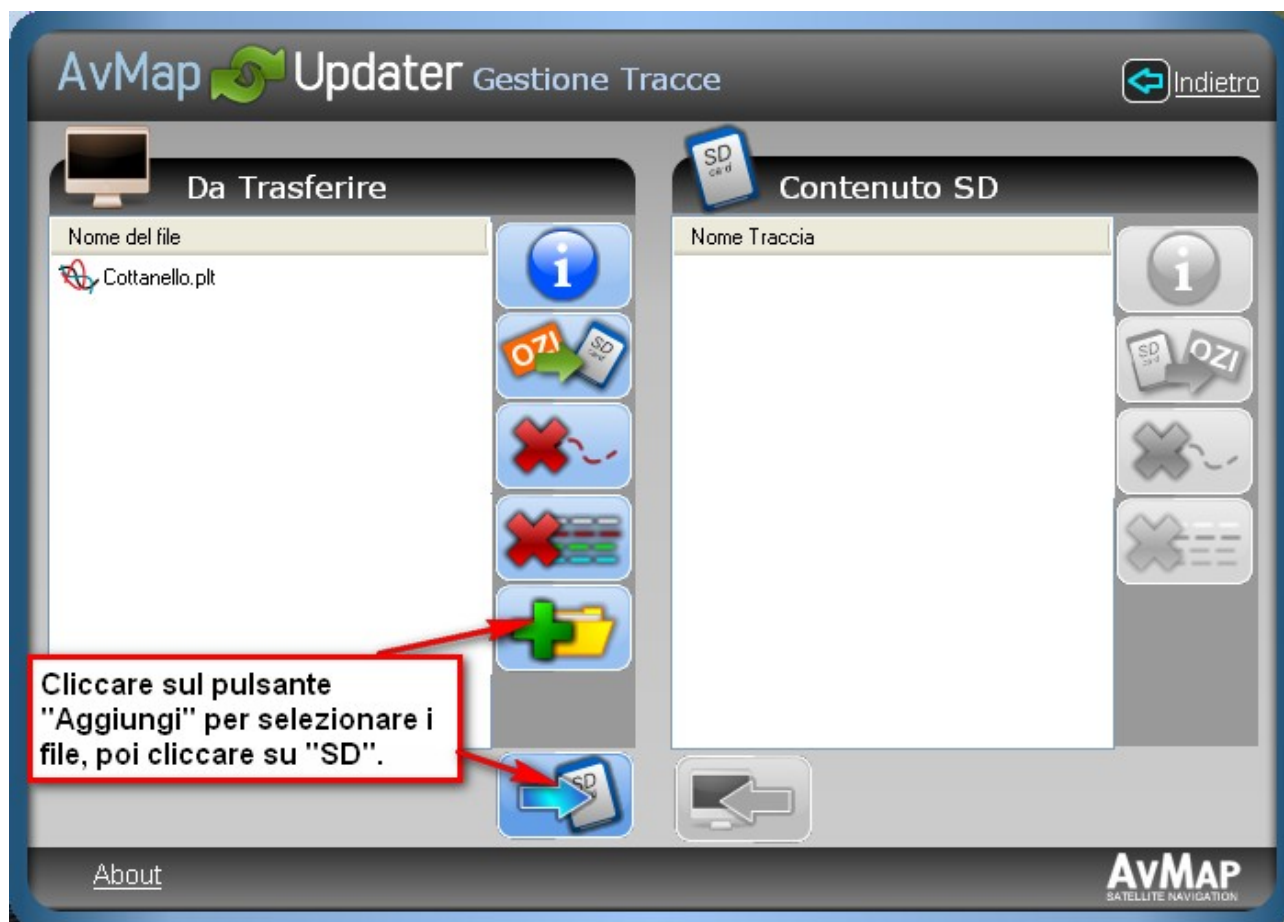 AvMap Updater Gestione Tracce
Indietro
Da Trasferire
Nome del file
Cottanello.plt
i
OZI SD card
Cliccare sul pulsante
"Aggiungi" per selezionare i
file, poi cliccare su "SD".
SD
SD card
Contenuto SD
Nome Traccia
i
SD card OZI
About
AVMAP
SATELLITE NAVIGATION